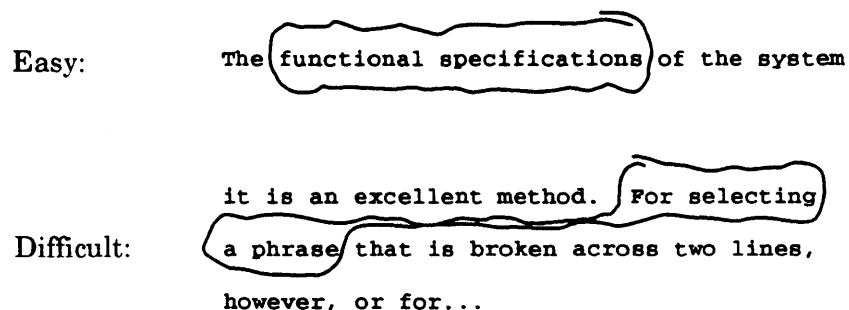 Easy: The functional specifications of the system
it is an excellent method. For selecting
Difficult: a phrase that is broken across two lines,
however, or for...